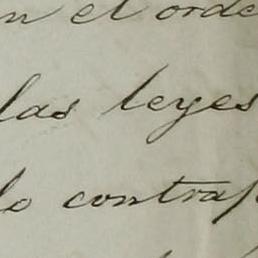 n el orde
las leyes
lo contra